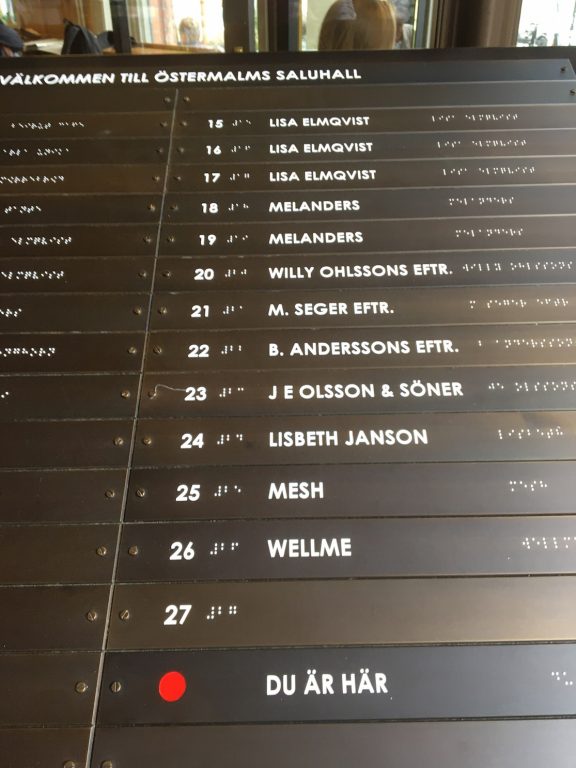 VÄLKOMMEN TILL ÖSTERMALMS SALUHALL
15 LISA ELMQVIST
16 LISA ELMQVIST
17 LISA ELMQVIST
18 MELANDERS
19 MELANDERS
20 WILLY OHLSSONS EFTR.
21 M. SEGER EFTR.
22 B. ANDERSSONS EFTR.
23 J E OLSSON & SÖNER
24 LISBETH JANSON
25 MESH
26 WELLME
27
DU ÄR HÄR